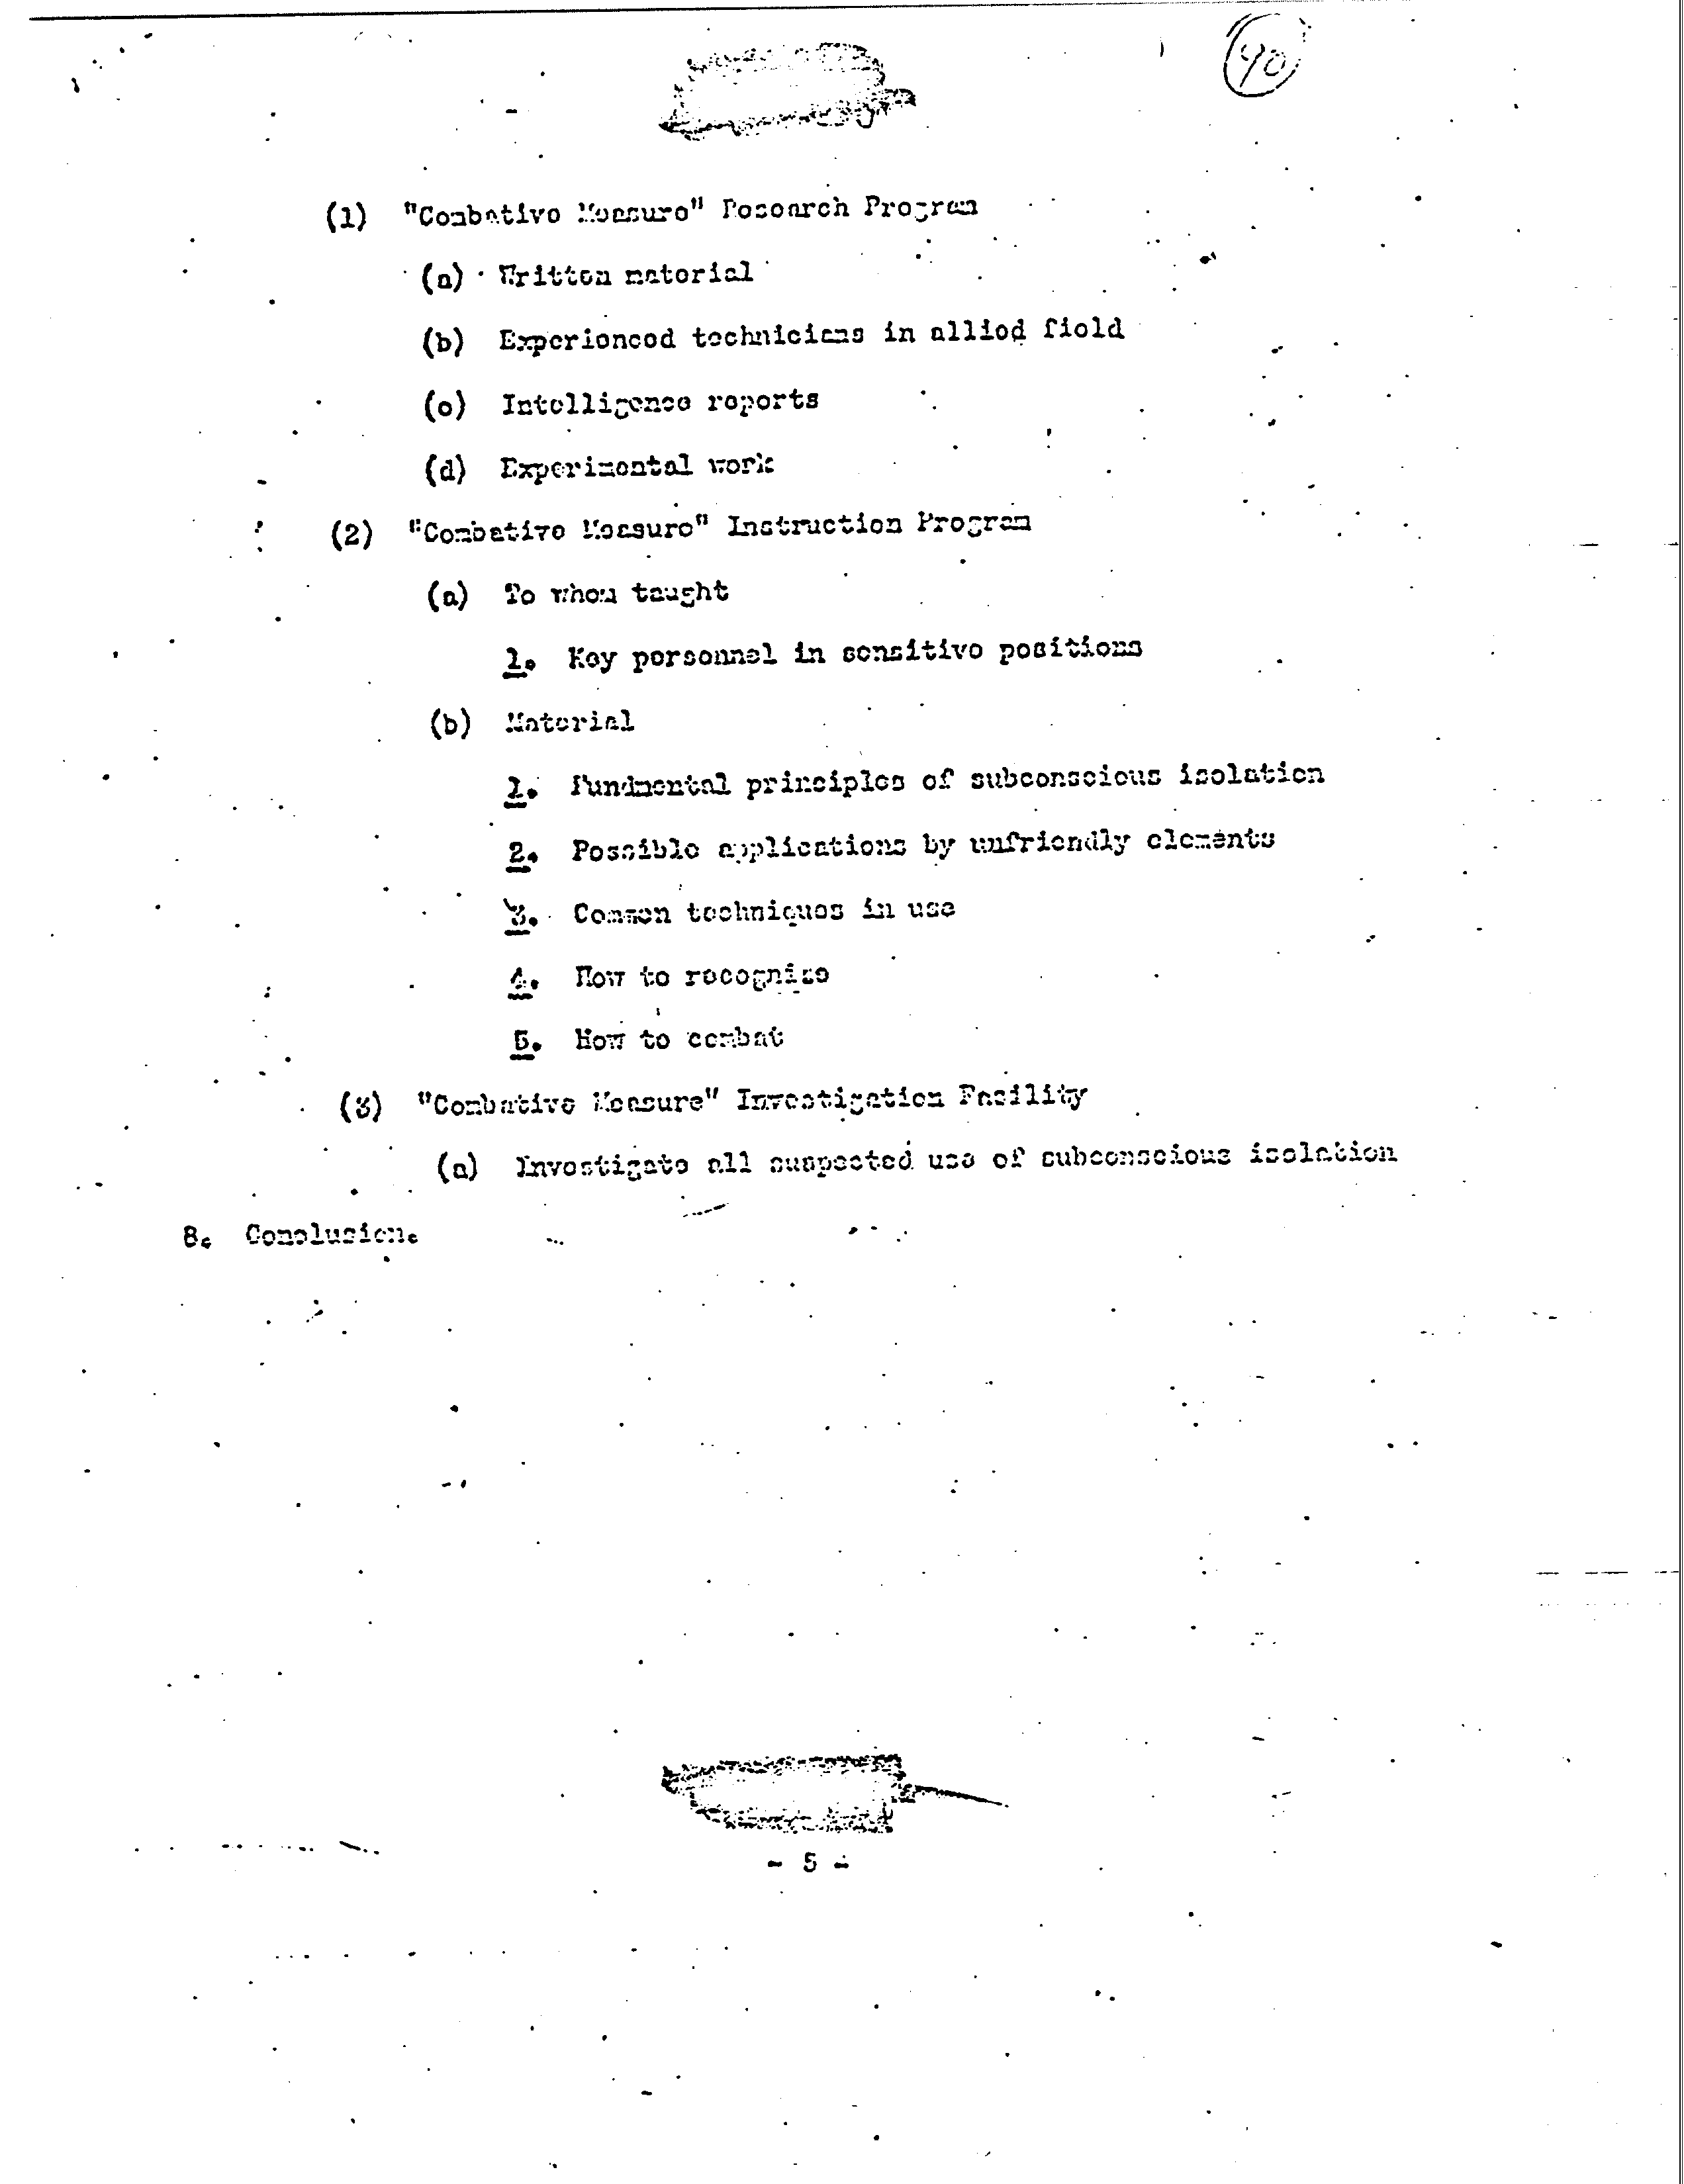 40
(1) "Combative Measure" Research Program
(a) Written material
(b) Experienced technicians in allied field
(c) Intelligence reports
(d) Experimental work
(2) "Combative Measure" Instruction Program
(a) To whom taught
1. Key personnel in sensitive positions
(b) Material
1. Fundmental principles of subconscious isolation
2. Possible applications by unfriendly elements
3. Common techniques in use
4. How to recognize
5. How to combat
(3) "Combative Measure" Investigation Facility
(a) Investigate all suspected use of subconscious isolation
8. Conclusion.
- 5 -